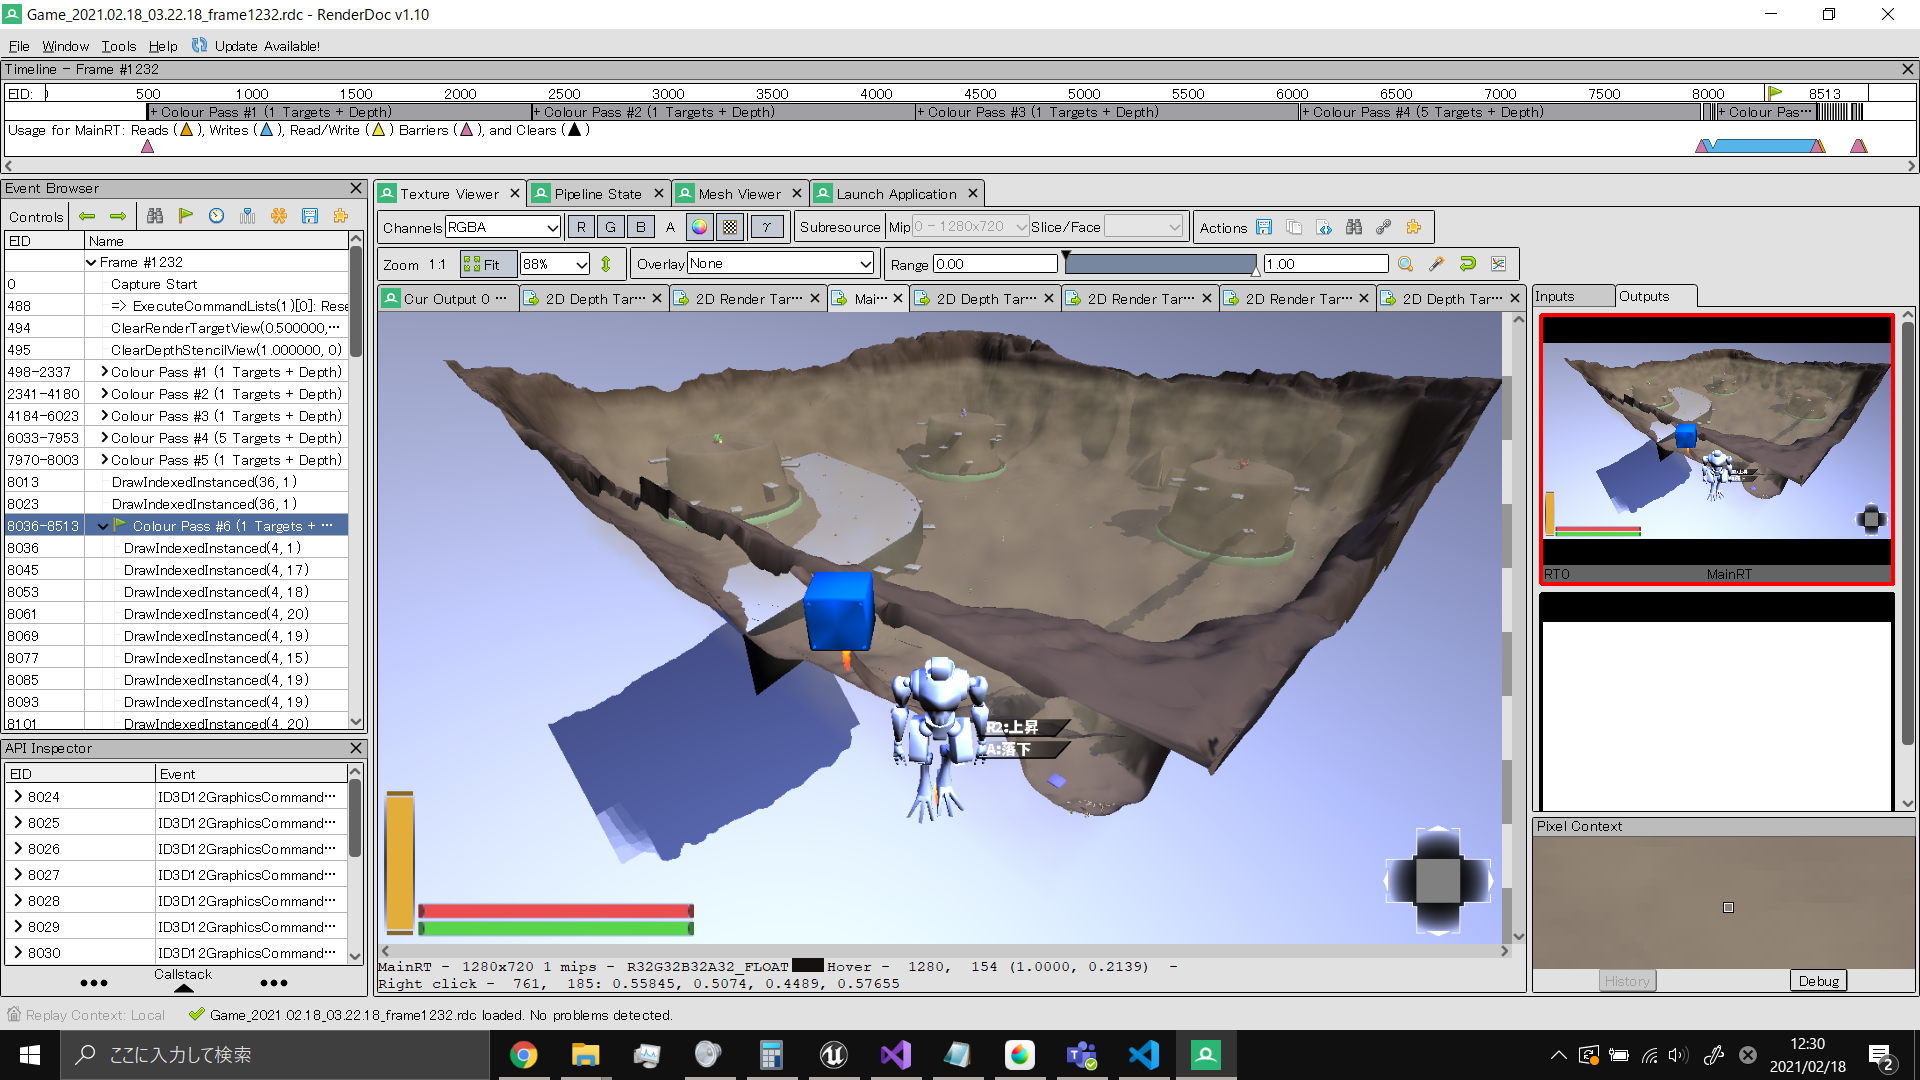 Game_2021.02.18_03.22.18_frame1232.rdc - RenderDoc v1.10
File Window Tools Help Update Available!
Timeline - Frame #1232
EID: 500 1000 1500 2000 2500 3000 3500 4000 4500 5000 5500 6000 6500 7000 7500 8000 8513
+ Colour Pass #1 (1 Targets + Depth) + Colour Pass #2 (1 Targets + Depth) + Colour Pass #3 (1 Targets + Depth) + Colour Pass #4 (5 Targets + Depth) + Colour Pas…
Usage for MainRT: Reads ( ), Writes ( ), Read/Write ( ) Barriers ( ), and Clears ( )
Event Browser
Controls
EID Name
Frame #1232
0 Capture Start
488 => ExecuteCommandLists(1)[0]: Rese
494 ClearRenderTargetView(0.500000,…
495 ClearDepthStencilView(1.000000, 0)
498-2337 Colour Pass #1 (1 Targets + Depth)
2341-4180 Colour Pass #2 (1 Targets + Depth)
4184-6023 Colour Pass #3 (1 Targets + Depth)
6033-7953 Colour Pass #4 (5 Targets + Depth)
7970-8003 Colour Pass #5 (1 Targets + Depth)
8013 DrawIndexedInstanced(36, 1)
8023 DrawIndexedInstanced(36, 1)
8036-8513 Colour Pass #6 (1 Targets + …
8036 DrawIndexedInstanced(4, 1)
8045 DrawIndexedInstanced(4, 17)
8053 DrawIndexedInstanced(4, 18)
8061 DrawIndexedInstanced(4, 20)
8069 DrawIndexedInstanced(4, 19)
8077 DrawIndexedInstanced(4, 15)
8085 DrawIndexedInstanced(4, 19)
8093 DrawIndexedInstanced(4, 19)
8101 DrawIndexedInstanced(4, 20)
API Inspector
EID Event
8024 ID3D12GraphicsCommand…
8025 ID3D12GraphicsCommand…
8026 ID3D12GraphicsCommand…
8027 ID3D12GraphicsCommand…
8028 ID3D12GraphicsCommand…
8029 ID3D12GraphicsCommand…
8030 ID3D12GraphicsCommand…
Callstack
Texture Viewer Pipeline State Mesh Viewer Launch Application
Channels RGBA R G B A γ Subresource Mip 0 - 1280x720 Slice/Face Actions
Zoom 1:1 Fit 88% Overlay None Range 0.00 1.00
Cur Output 0 … 2D Depth Tar… 2D Render Tar… Mai… 2D Depth Tar… 2D Render Tar… 2D Render Tar… 2D Depth Tar…
R2:上昇
A:落下
MainRT - 1280x720 1 mips - R32G32B32A32_FLOAT Hover - 1280, 154 (1.0000, 0.2139) -
Right click - 761, 185: 0.55845, 0.5074, 0.4489, 0.57655
Inputs Outputs
RT0 MainRT
Pixel Context
History Debug
Replay Context: Local Game_2021.02.18_03.22.18_frame1232.rdc loaded. No problems detected.
ここに入力して検索
12:30
2021/02/18
2